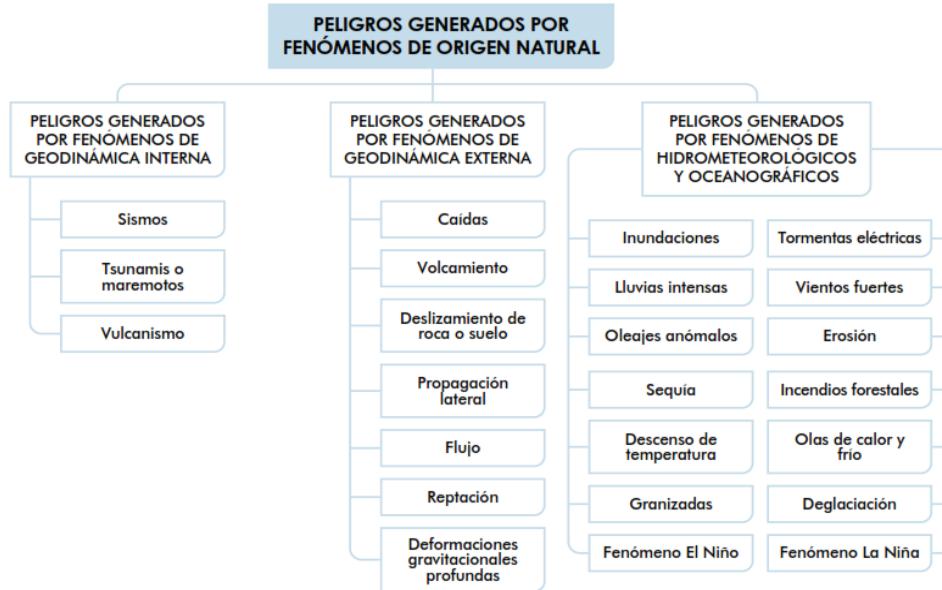 PELIGROS GENERADOS POR
FENÓMENOS DE ORIGEN NATURAL
PELIGROS GENERADOS
POR FENÓMENOS DE
GEODINÁMICA INTERNA
Sismos
Tsunamis o
maremotos
Vulcanismo
PELIGROS GENERADOS
POR FENÓMENOS DE
GEODINÁMICA EXTERNA
Caídas
Volcamiento
Deslizamiento de
roca o suelo
Propagación
lateral
Flujo
Reptación
Deformaciones
gravitacionales
profundas
PELIGROS GENERADOS
POR FENÓMENOS DE
HIDROMETEOROLÓGICOS
Y OCEANOGRÁFICOS
Inundaciones
Lluvias intensas
Oleajes anómalos
Sequía
Descenso de
temperatura
Granizadas
Fenómeno El Niño
Tormentas eléctricas
Vientos fuertes
Erosión
Incendios forestales
Olas de calor y
frío
Deglaciación
Fenómeno La Niña